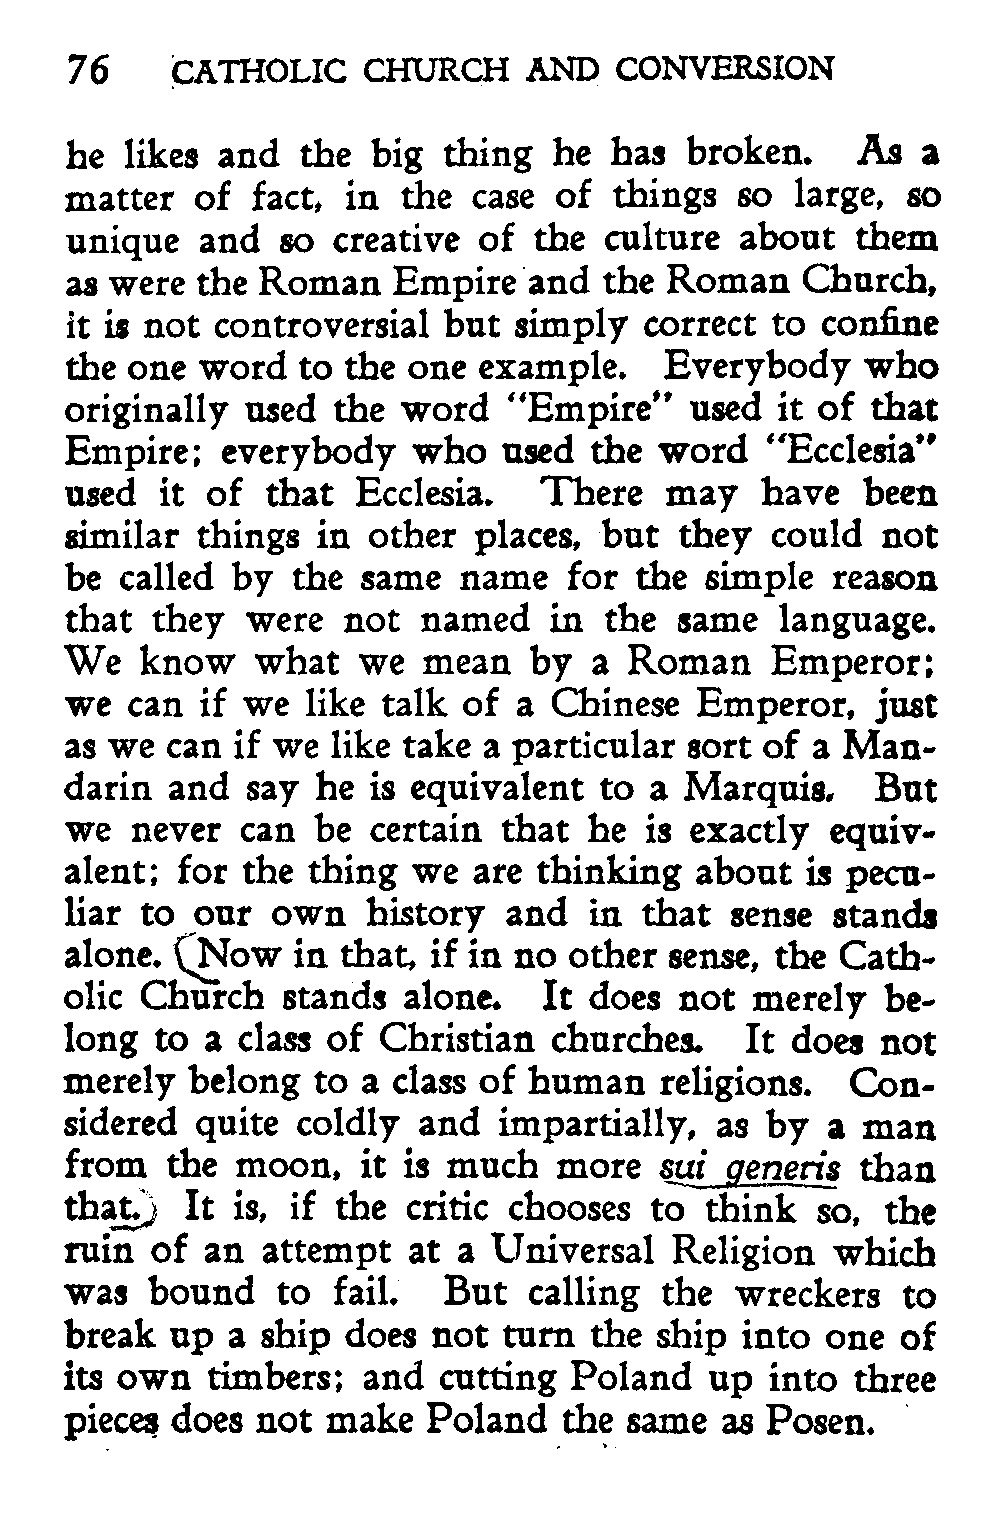 76 CATHOLIC CHURCH AND CONVERSION
he likes and the big thing he has broken. As a
matter of fact, in the case of things so large, so
unique and so creative of the culture about them
as were the Roman Empire and the Roman Church,
it is not controversial but simply correct to confine
the one word to the one example. Everybody who
originally used the word "Empire" used it of that
Empire; everybody who used the word "Ecclesia"
used it of that Ecclesia. There may have been
similar things in other places, but they could not
be called by the same name for the simple reason
that they were not named in the same language.
We know what we mean by a Roman Emperor;
we can if we like talk of a Chinese Emperor, just
as we can if we like take a particular sort of a Man-
darin and say he is equivalent to a Marquis. But
we never can be certain that he is exactly equiv-
alent; for the thing we are thinking about is pecu-
liar to our own history and in that sense stands
alone. (Now in that, if in no other sense, the Cath-
olic Church stands alone. It does not merely be-
long to a class of Christian churches. It does not
merely belong to a class of human religions. Con-
sidered quite coldly and impartially, as by a man
from the moon, it is much more sui generis than
that.) It is, if the critic chooses to think so, the
ruin of an attempt at a Universal Religion which
was bound to fail. But calling the wreckers to
break up a ship does not turn the ship into one of
its own timbers; and cutting Poland up into three
pieces does not make Poland the same as Posen.